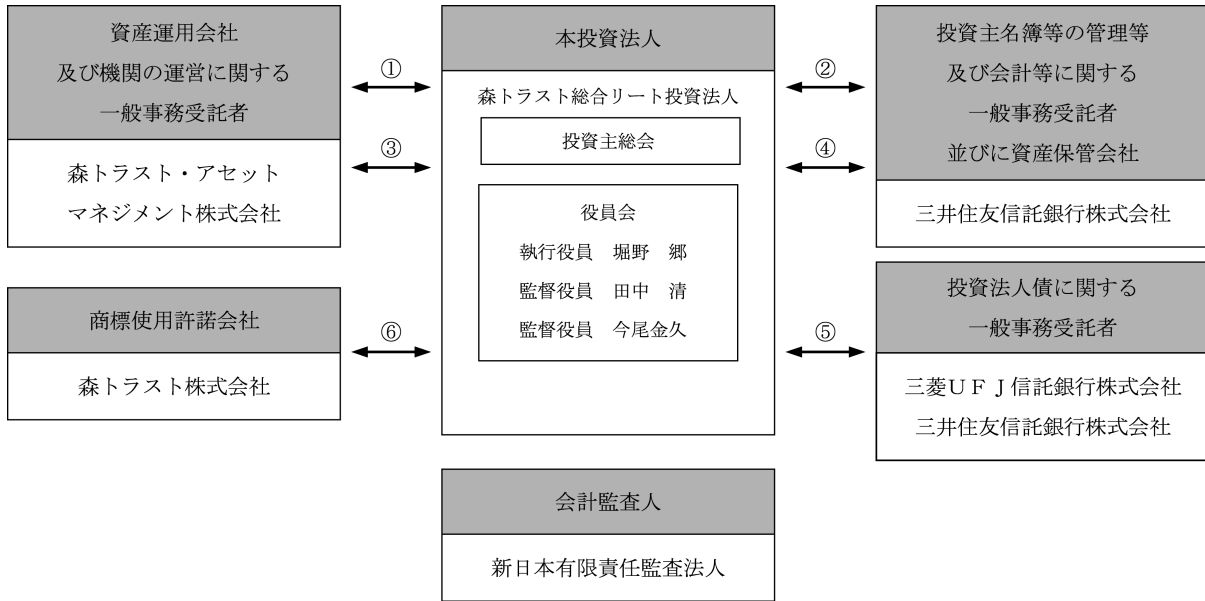 資産運用会社
及び機関の運営に関する
一般事務受託者
森トラスト・アセット
マネジメント株式会社
商標使用許諾会社
森トラスト株式会社
①
③
⑥
本投資法人
森トラスト総合リート投資法人
投資主総会
役員会
執行役員　堀野　郷
監督役員　田中　清
監督役員　今尾金久
会計監査人
新日本有限責任監査法人
②
④
⑤
投資主名簿等の管理等
及び会計等に関する
一般事務受託者
並びに資産保管会社
三井住友信託銀行株式会社
投資法人債に関する
一般事務受託者
三菱ＵＦＪ信託銀行株式会社
三井住友信託銀行株式会社